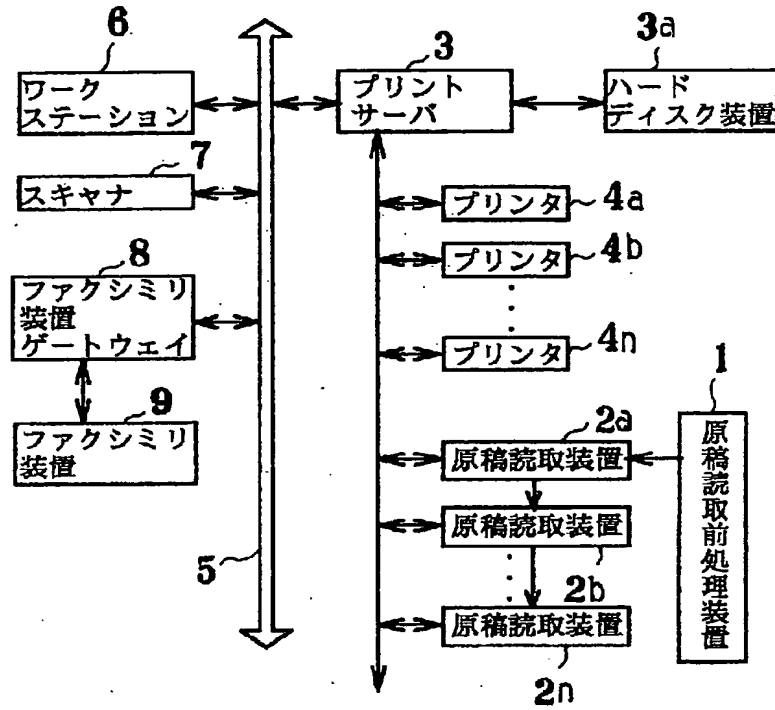 6
ワーク
ステーション
7
スキャナ
8
ファクシミリ
装置
ゲートウェイ
9
ファクシミリ
装置
5
3
プリント
サーバ
3a
ハード
ディスク装置
プリンタ 4a
プリンタ 4b
プリンタ 4n
2a
原稿読取装置
原稿読取装置
2b
原稿読取装置
2n
1
原稿読取前処理装置